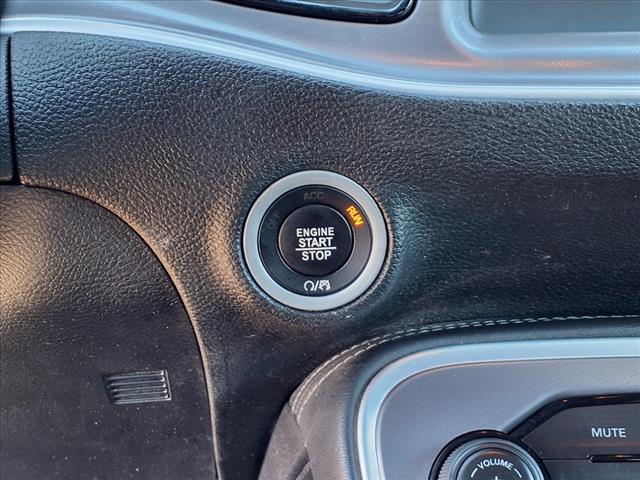 ACC
OFF
RUN
ENGINE
START
STOP
MUTE
VOLUME